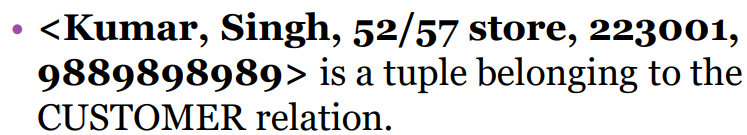 • <Kumar, Singh, 52/57 store, 223001,
9889898989> is a tuple belonging to the
CUSTOMER relation.